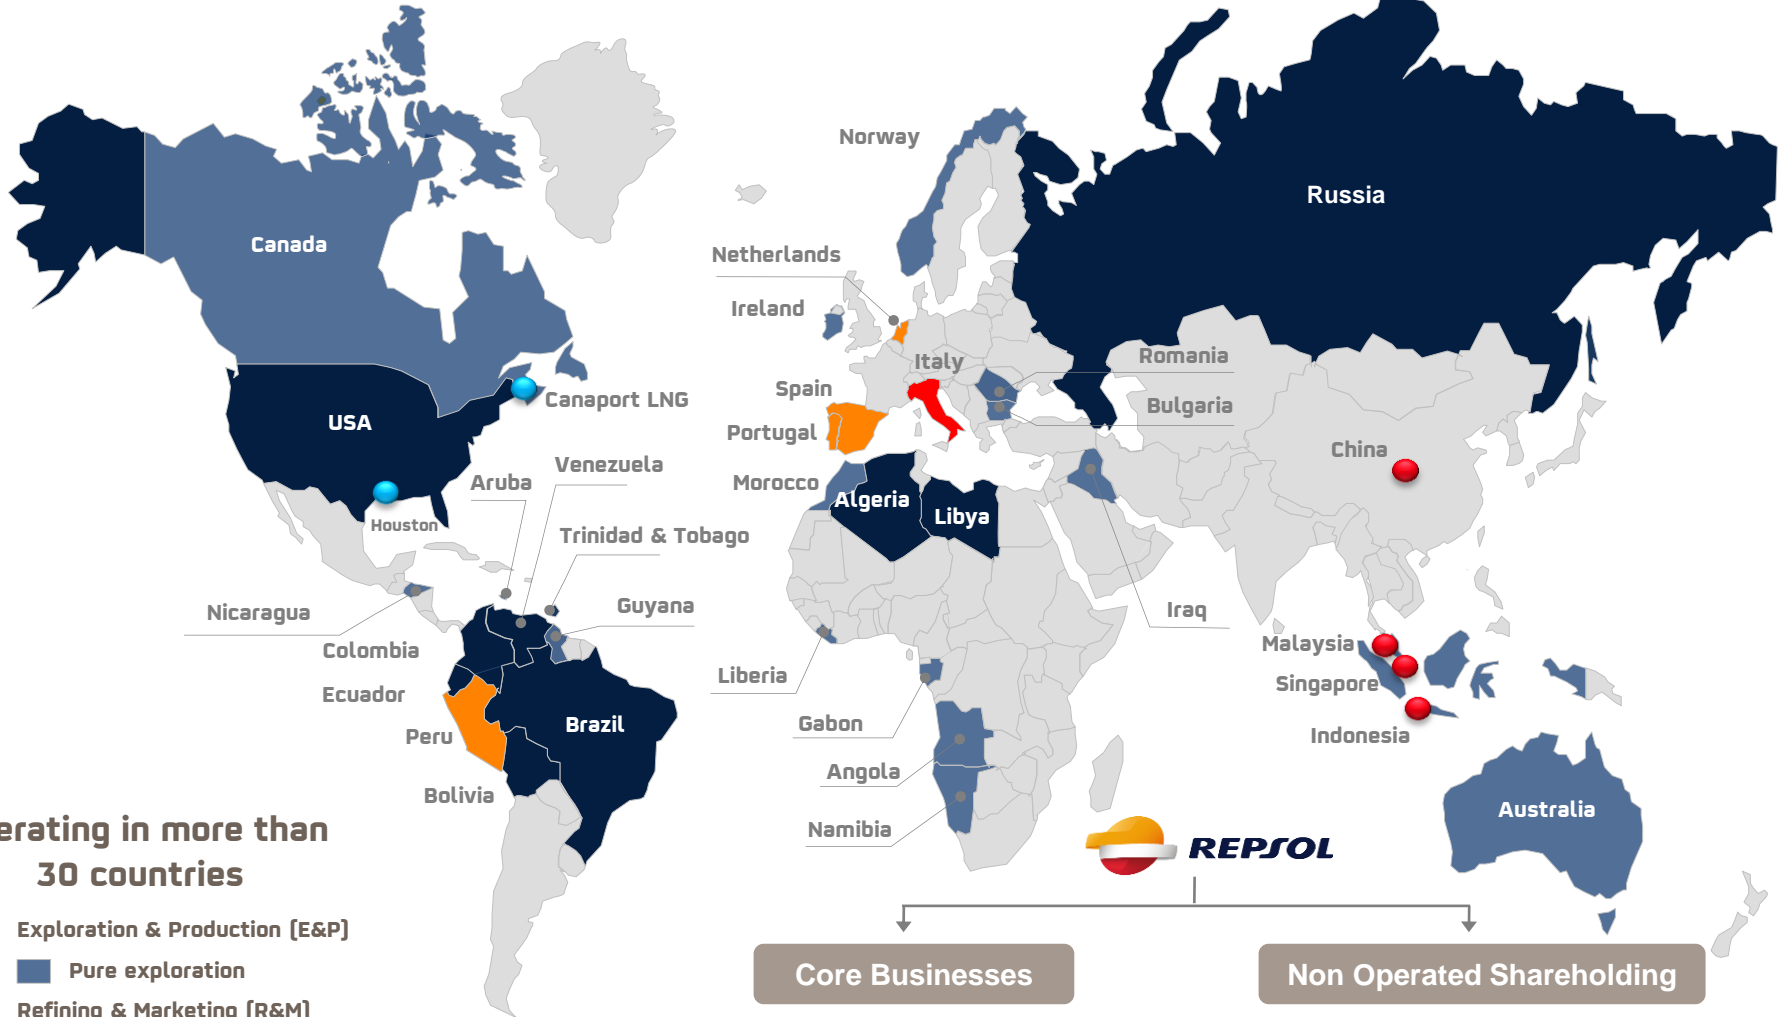 Norway
Russia
Canada
Netherlands
Ireland
Italy
Romania
Spain
Canaport LNG
Bulgaria
USA
Portugal
China
Venezuela
Aruba
Morocco
Algeria
Libya
Houston
Trinidad & Tobago
Nicaragua
Guyana
Iraq
Colombia
Malaysia
Liberia
Singapore
Ecuador
Gabon
Brazil
Peru
Indonesia
Angola
Bolivia
Australia
Namibia
erating in more than
30 countries
REPSOL
Exploration & Production (E&P)
Pure exploration
Core Businesses
Non Operated Shareholding
Refining & Marketing (R&M)